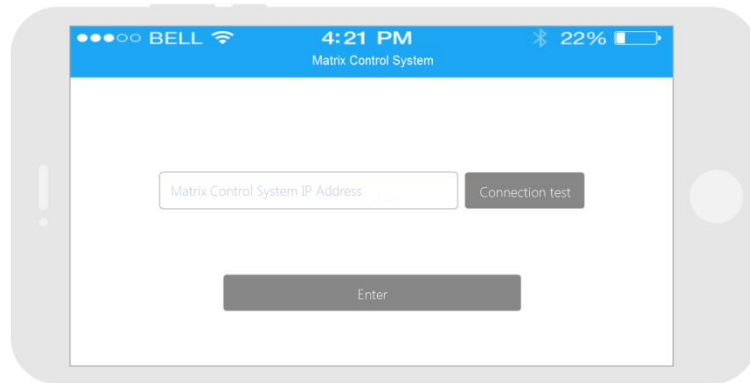 BELL 4:21 PM 22%
Matrix Control System
Matrix Control System IP Address Connection test
Enter